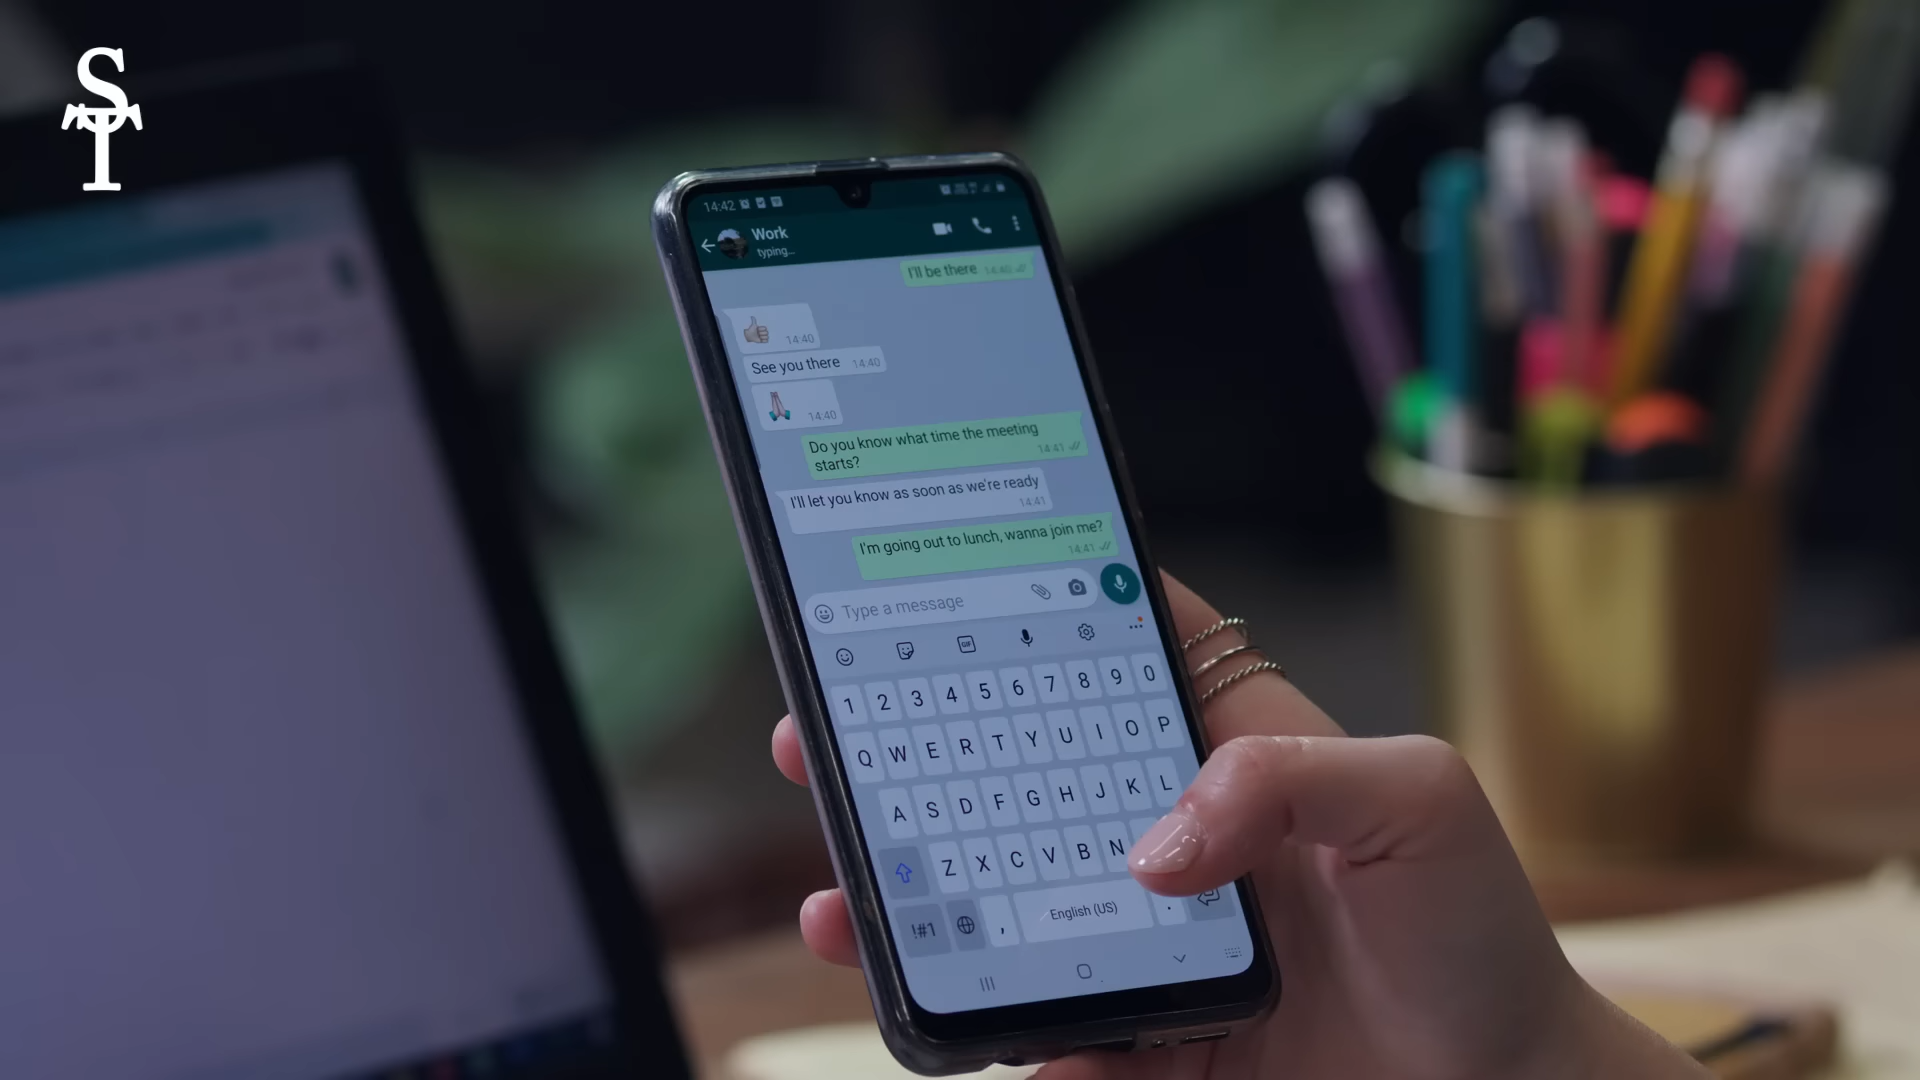 ST
14:42
Work
typing...
I'll be there 14:40
14:40
See you there 14:40
14:40
Do you know what time the meeting
starts? 14:41
I'll let you know as soon as we're ready
14:41
I'm going out to lunch, wanna join me?
14:41
Type a message
GIF
1 2 3 4 5 6 7 8 9 0
Q W E R T Y U I O P
A S D F G H J K L
Z X C V B N
!#1 , English (US) .